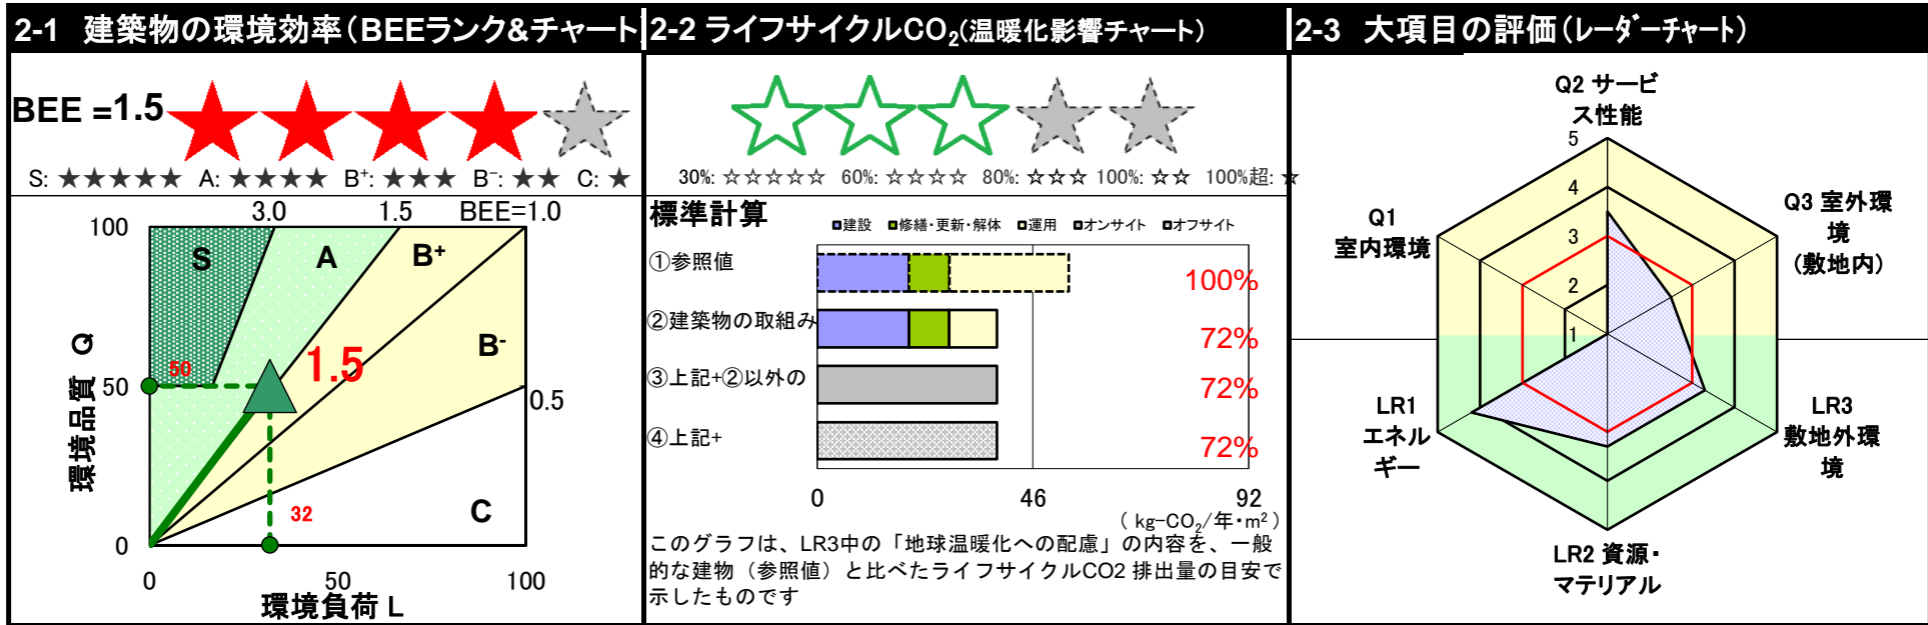 2-1 建築物の環境効率(BEEランク&チャート)
BEE =1.5
S: ★★★★★ A: ★★★★ B⁺: ★★★ B⁻: ★★ C: ★
3.0 1.5 BEE=1.0
100
S A B⁺
環境品質 Q
50
50
1.5
B⁻
0.5
32
C
0
0 50 100
環境負荷 L
2-2 ライフサイクルCO₂(温暖化影響チャート)
30%: ☆☆☆☆☆ 60%: ☆☆☆☆ 80%: ☆☆☆ 100%: ☆☆ 100%超: ☆
標準計算
■建設 ■修繕・更新・解体 ■運用 ■オンサイト ■オフサイト
①参照値 100%
②建築物の取組み 72%
③上記+②以外の 72%
④上記+ 72%
0 46 92
( kg-CO₂/年・m² )
このグラフは、LR3中の「地球温暖化への配慮」の内容を、一般
的な建物（参照値）と比べたライフサイクルCO2 排出量の目安で
示したものです
2-3 大項目の評価(レーダーチャート)
Q2 サービ
ス性能
5
4
3
2
1
Q1
室内環境
Q3 室外環
境
(敷地内)
LR1
エネル
ギー
LR3
敷地外環
境
LR2 資源・
マテリアル